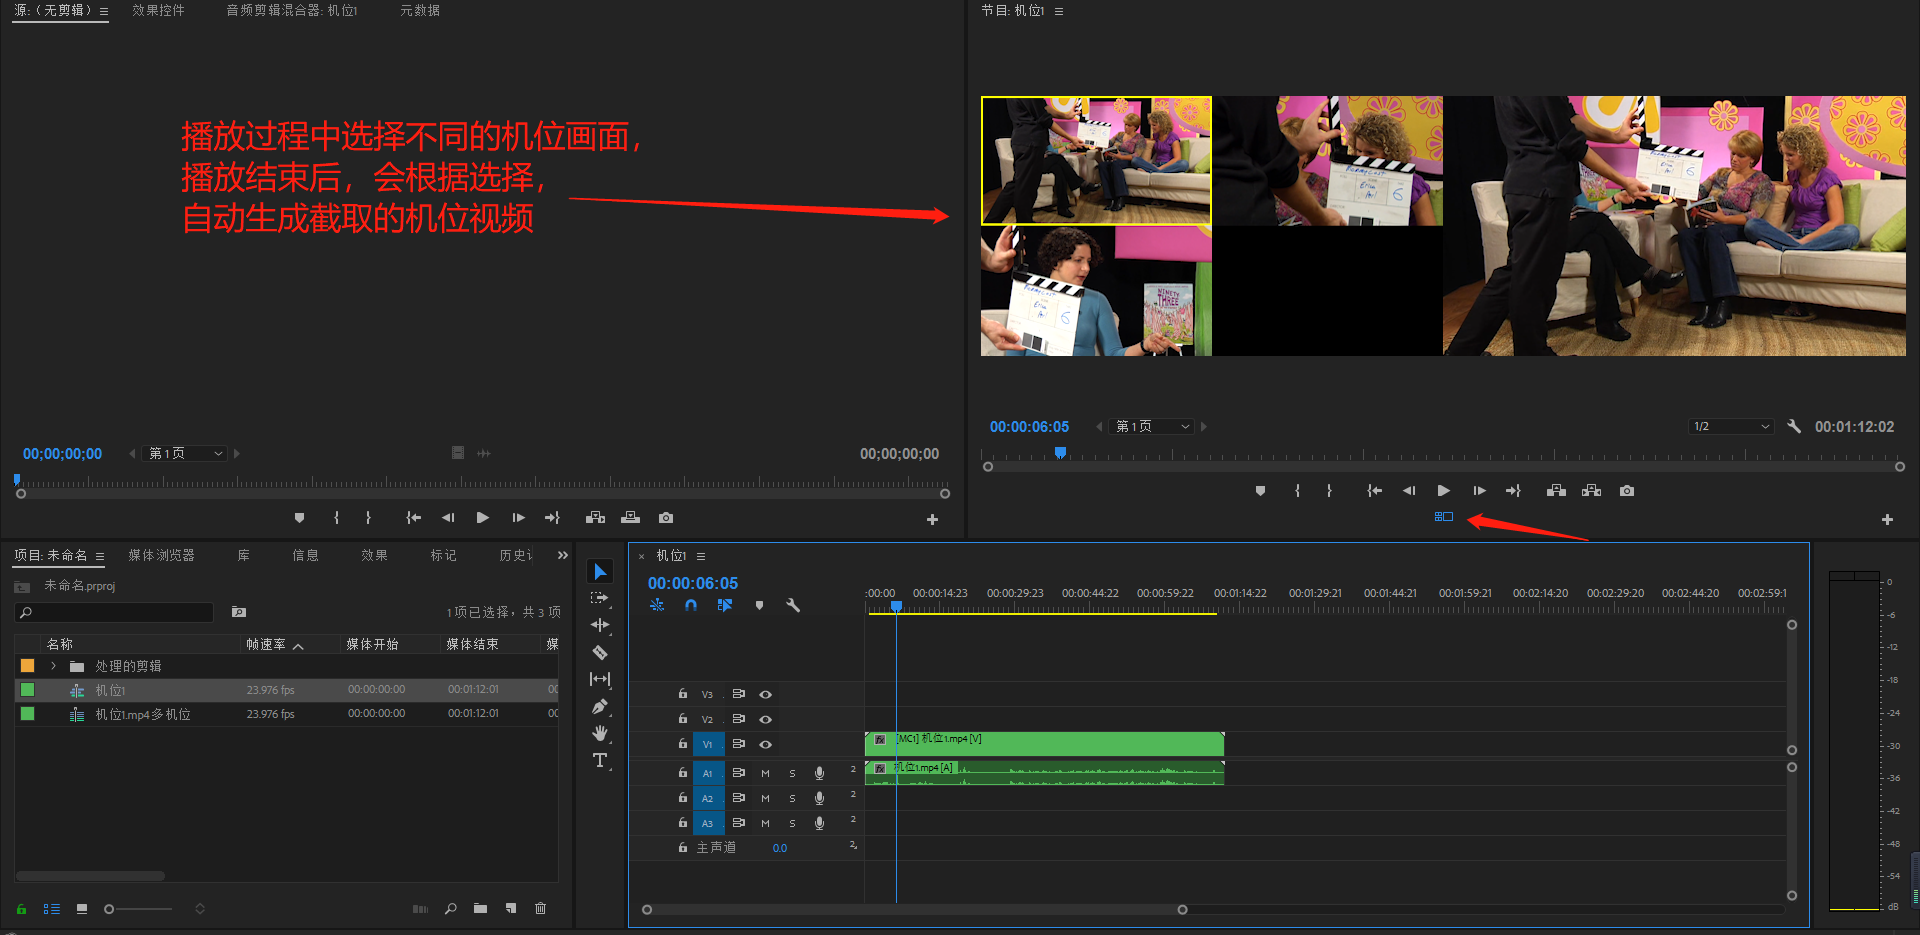 源:（无剪辑）
效果控件
音频剪辑混合器: 机位1
元数据
节目: 机位1
播放过程中选择不同的机位画面，
播放结束后，会根据选择，
自动生成截取的机位视频
NINETY
THREE
00:00:06:05
第 1 页
1/2
00:01:12:02
00;00;00;00
第 1 页
00;00;00;00
项目: 未命名
媒体浏览器
库
信息
效果
标记
历史记
未命名.prproj
1 项已选择，共 3 项
名称
帧速率
媒体开始
媒体结束
媒
处理的剪辑
机位1
23.976 fps
00:00:00:00
00:01:12:01
00
机位1.mp4多机位
23.976 fps
00:00:00:00
00:01:12:01
00
× 机位1
00:00:06:05
:00:00
00:00:14:23
00:00:29:23
00:00:44:22
00:00:59:22
00:01:14:22
00:01:29:21
00:01:44:21
00:01:59:21
00:02:14:20
00:02:29:20
00:02:44:20
00:02:59:1
V3
V2
V1
fx [MC1] 机位1.mp4 [V]
A1 M S 2
fx 机位1.mp4 [A]
A2 M S 2
A3 M S 2
主声道 0.0 2
T
0
-6
-12
-18
-24
-30
-36
-42
-48
-54
dB